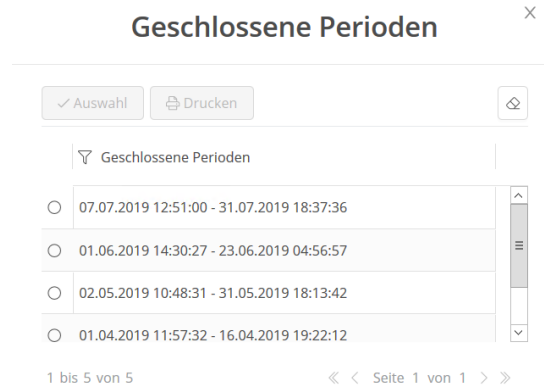 Geschlossene Perioden
Auswahl
Drucken
Geschlossene Perioden
07.07.2019 12:51:00 - 31.07.2019 18:37:36
01.06.2019 14:30:27 - 23.06.2019 04:56:57
02.05.2019 10:48:31 - 31.05.2019 18:13:42
01.04.2019 11:57:32 - 16.04.2019 19:22:12
1 bis 5 von 5
Seite 1 von 1